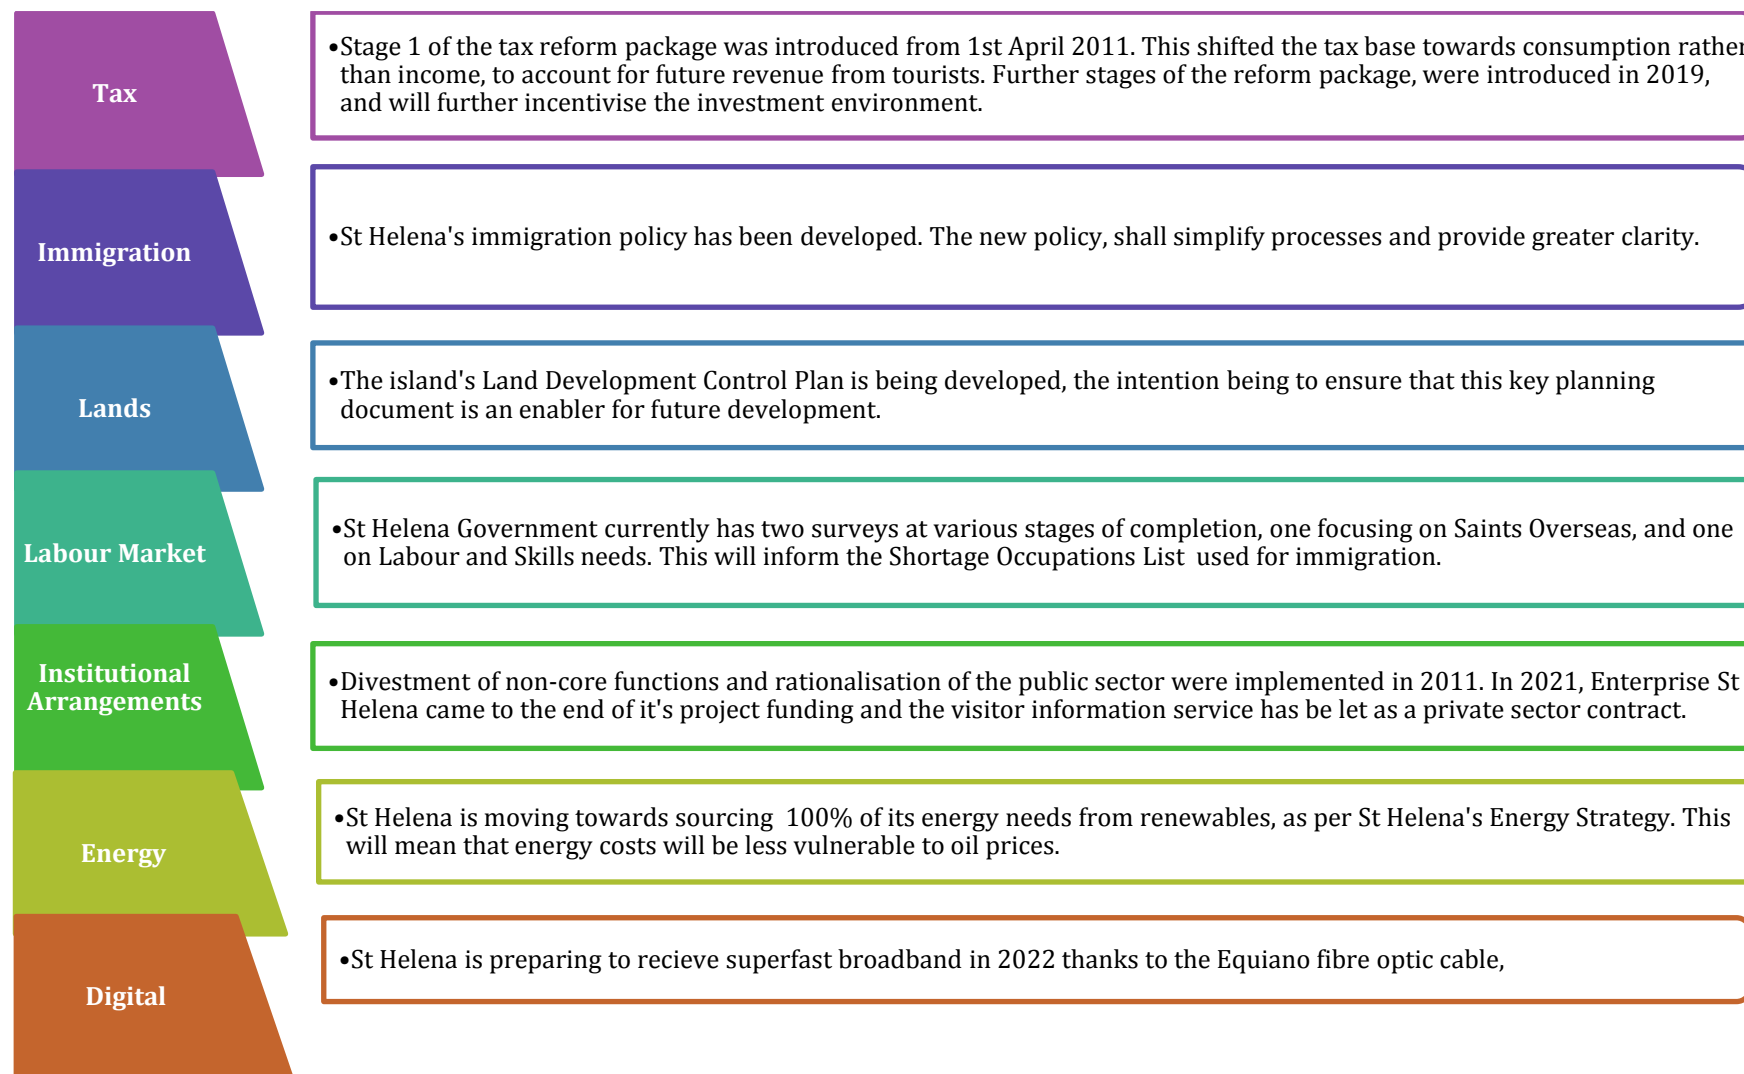 Tax
•Stage 1 of the tax reform package was introduced from 1st April 2011. This shifted the tax base towards consumption rather
than income, to account for future revenue from tourists. Further stages of the reform package, were introduced in 2019,
and will further incentivise the investment environment.
Immigration
•St Helena's immigration policy has been developed. The new policy, shall simplify processes and provide greater clarity.
Lands
•The island's Land Development Control Plan is being developed, the intention being to ensure that this key planning
document is an enabler for future development.
Labour Market
•St Helena Government currently has two surveys at various stages of completion, one focusing on Saints Overseas, and one
on Labour and Skills needs. This will inform the Shortage Occupations List  used for immigration.
Institutional
Arrangements
•Divestment of non-core functions and rationalisation of the public sector were implemented in 2011. In 2021, Enterprise St
Helena came to the end of it's project funding and the visitor information service has be let as a private sector contract.
Energy
•St Helena is moving towards sourcing  100% of its energy needs from renewables, as per St Helena's Energy Strategy. This
will mean that energy costs will be less vulnerable to oil prices.
Digital
•St Helena is preparing to recieve superfast broadband in 2022 thanks to the Equiano fibre optic cable,